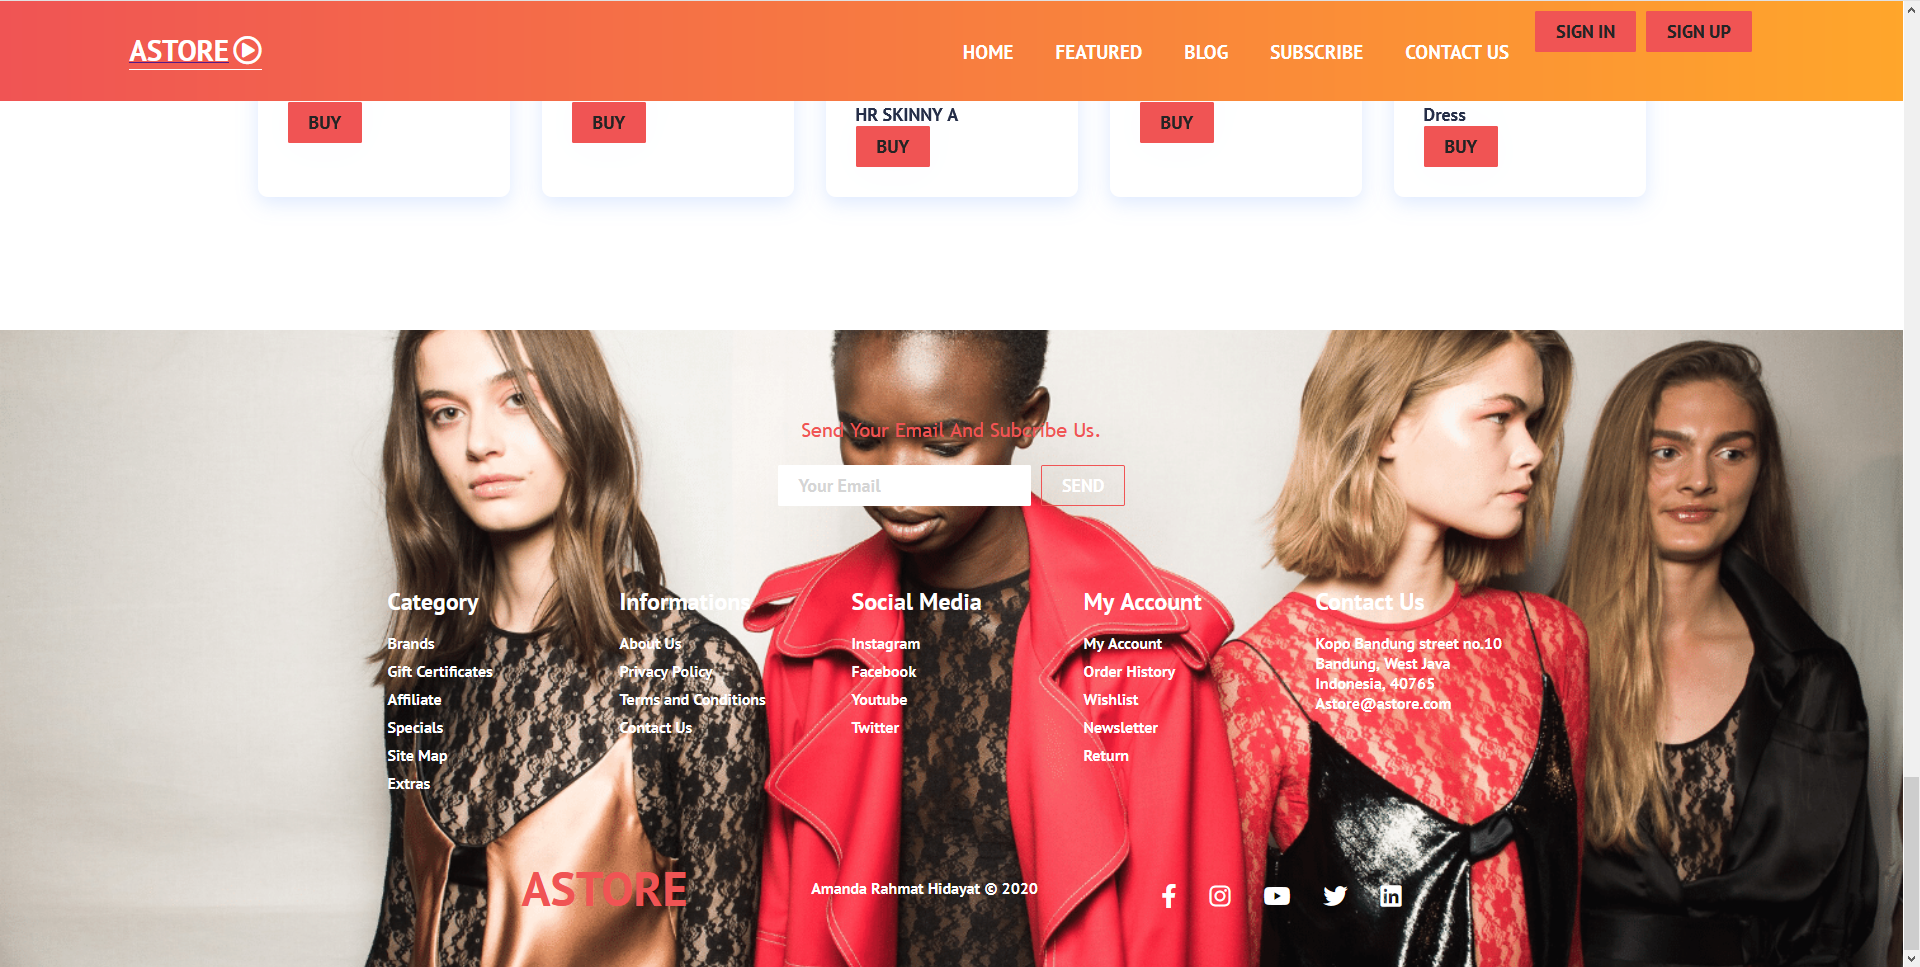 ASTORE
HOME FEATURED BLOG SUBSCRIBE CONTACT US SIGN IN SIGN UP
HR SKINNY A
Dress
BUY BUY BUY BUY BUY
Send Your Email And Subcribe Us.
Your Email SEND
Category
Brands
Gift Certificates
Affiliate
Specials
Site Map
Extras
Informations
About Us
Privacy Policy
Terms and Conditions
Contact Us
Social Media
Instagram
Facebook
Youtube
Twitter
My Account
My Account
Order History
Wishlist
Newsletter
Return
Contact Us
Kopo Bandung street no.10
Bandung, West Java
Indonesia, 40765
Astore@astore.com
ASTORE
Amanda Rahmat Hidayat © 2020